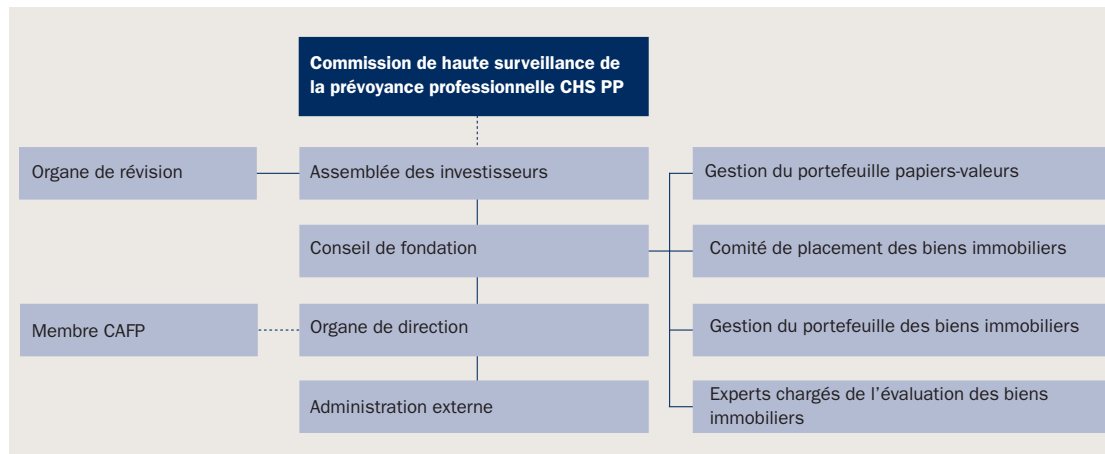 Commission de haute surveillance de
la prévoyance professionnelle CHS PP
Organe de révision
Assemblée des investisseurs
Gestion du portefeuille papiers-valeurs
Conseil de fondation
Comité de placement des biens immobiliers
Membre CAFP
Organe de direction
Gestion du portefeuille des biens immobiliers
Administration externe
Experts chargés de l’évaluation des biens
immobiliers